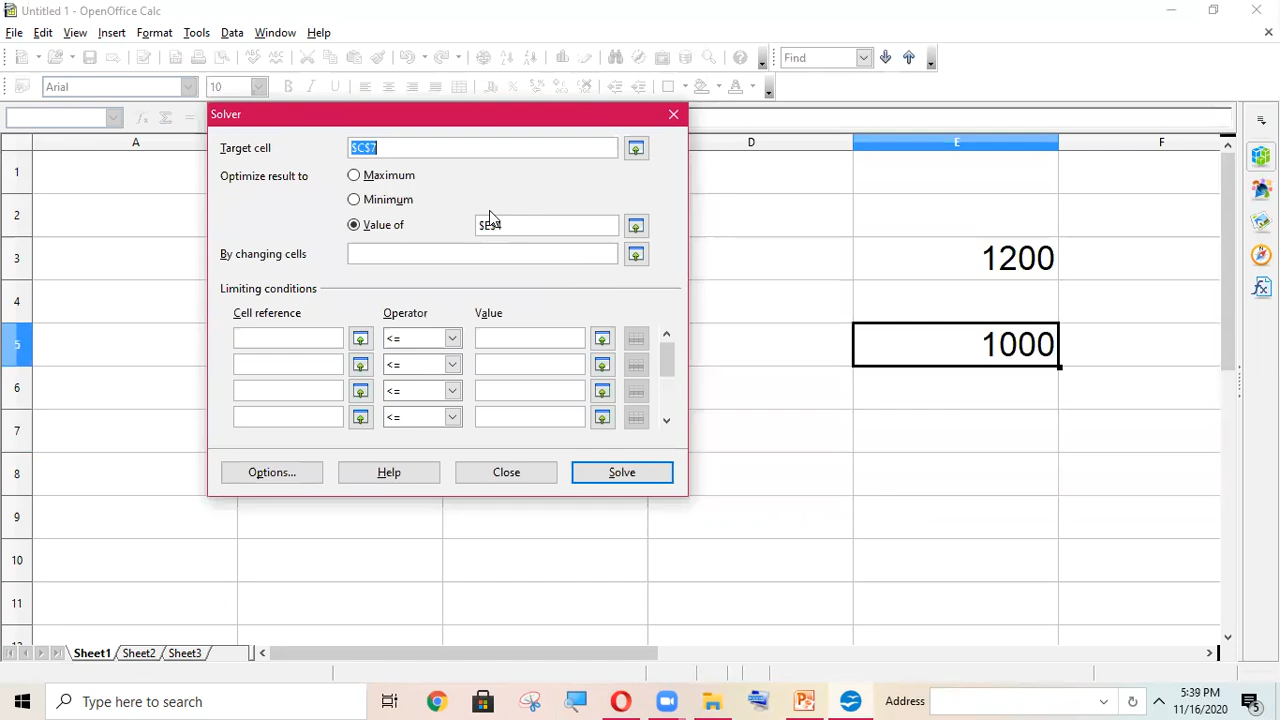 Untitled 1 - OpenOffice Calc
File Edit View Insert Format Tools Data Window Help
Find
Arial 10
Solver
Target cell $C$7
Optimize result to Maximum
Minimum
Value of $E$4
By changing cells
Limiting conditions
Cell reference Operator Value
<=
<=
<=
<=
Options... Help Close Solve
A D E F
1
2
3 1200
4
5 1000
6
7
8
9
10
11
Sheet1 Sheet2 Sheet3
Type here to search
Address
5:39 PM
11/16/2020
5